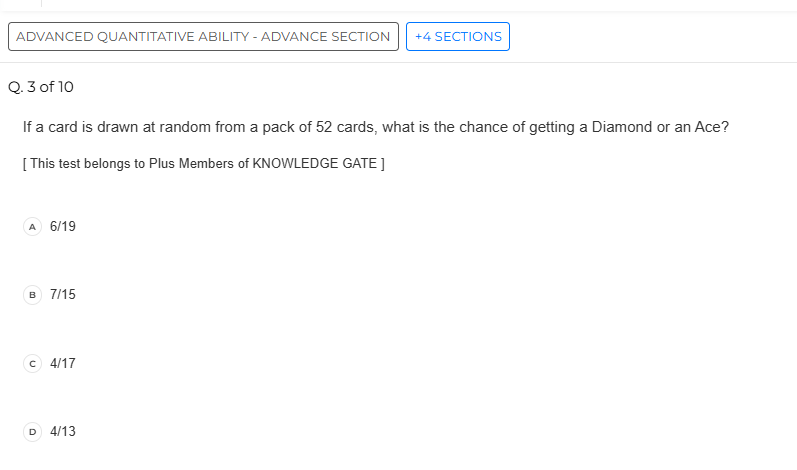 ADVANCED QUANTITATIVE ABILITY - ADVANCE SECTION +4 SECTIONS
Q. 3 of 10
If a card is drawn at random from a pack of 52 cards, what is the chance of getting a Diamond or an Ace?
[ This test belongs to Plus Members of KNOWLEDGE GATE ]
A 6/19
B 7/15
C 4/17
D 4/13